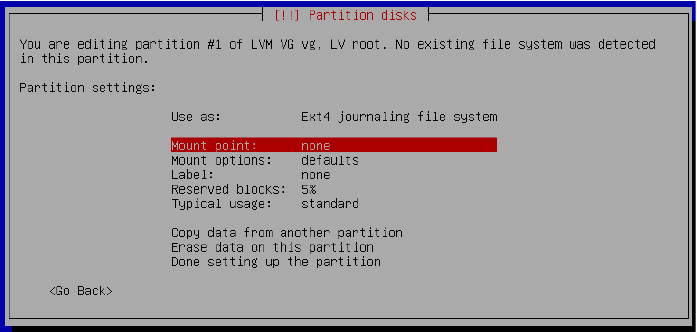 [!!] Partition disks
You are editing partition #1 of LVM VG vg, LV root. No existing file system was detected
in this partition.
Partition settings:
Use as: Ext4 journaling file system
Mount point: none
Mount options: defaults
Label: none
Reserved blocks: 5%
Typical usage: standard
Copy data from another partition
Erase data on this partition
Done setting up the partition
<Go Back>